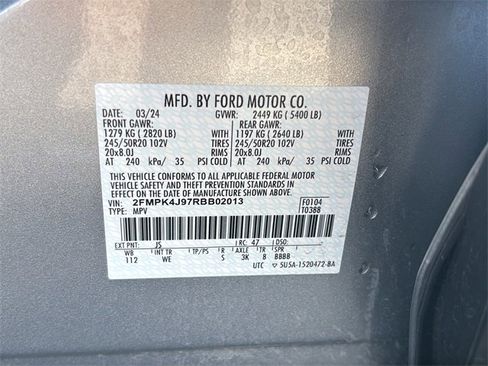 MFD. BY FORD MOTOR CO.
DATE: 03/24 GVWR: 2449 KG ( 5400 LB)
FRONT GAWR: REAR GAWR:
1279 KG ( 2820 LB) WITH 1197 KG ( 2640 LB) WITH
245/50R20 102V TIRES 245/50R20 102V TIRES
20x8.0J RIMS 20x8.0J RIMS
AT 240 kPa/ 35 PSI COLD AT 240 kPa/ 35 PSI COLD
THIS VEHICLE CONFORMS TO ALL APPLICABLE FEDERAL MOTOR
VEHICLE SAFETY AND THEFT PREVENTION STANDARDS IN EFFECT ON THE
DATE OF MANUFACTURE SHOWN ABOVE.
VIN: 2FMPK4J97RBB02013 F0104
TYPE: MPV T0388
EXT PNT: JS RC: 47 DSO:
WB INT TR TP/PS R AXLE TR SPR
112 WE S 3K B BBBB
UTC 5U5A-1520472-BA